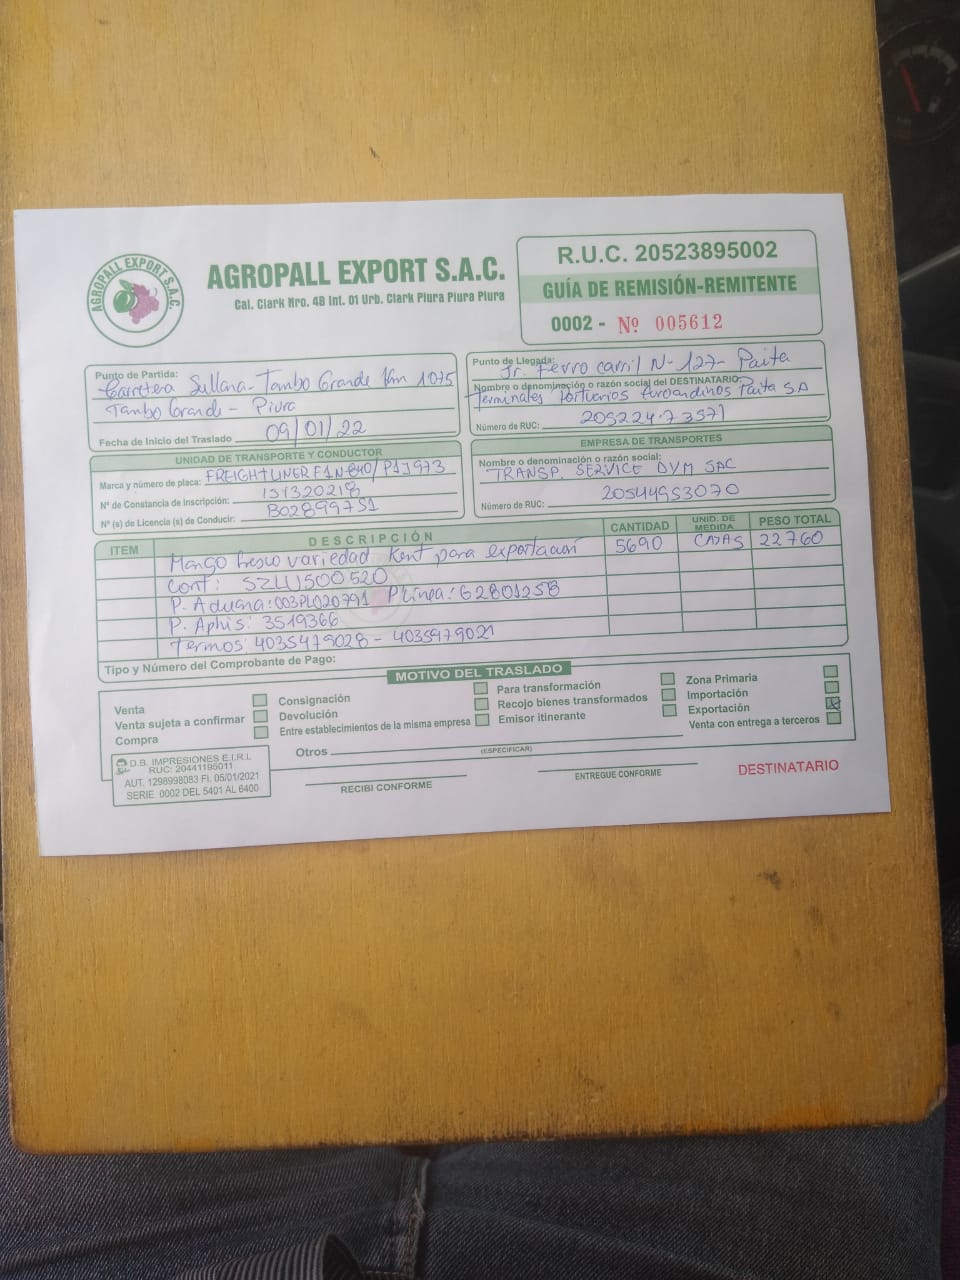 AGROPALL EXPORT S.A.C.
AGROPALL EXPORT S.A.C.
Cal. Clark Nro. 48 Int. 01 Urb. Clark Piura Piura Piura
R.U.C. 20523895002
GUÍA DE REMISIÓN-REMITENTE
0002 - Nº 005612
Punto de Partida:
Carretera Sullana - Tambo Grande Km 1075
Tambo Grande - Piura
Fecha de Inicio del Traslado 09/01/22
Punto de Llegada: Jr. Ferro carril N-127- Paita
Nombre o denominación o razón social del DESTINATARIO:
Terminales Portuarios Euroandinos Paita SA
Número de RUC: 20522473571
UNIDAD DE TRANSPORTE Y CONDUCTOR
Marca y número de placa: FREIGHTLINER F1N-840/P1J973
Nº de Constancia de Inscripción: 151320218
Nº (s) de Licencia (s) de Conducir: B02899751
EMPRESA DE TRANSPORTES
Nombre o denominación o razón social:
TRANSP. SERVICE DYM SAC
Número de RUC: 20544953070
ITEM DESCRIPCIÓN CANTIDAD UNID. DE MEDIDA PESO TOTAL
Mango fresco variedad Kent para exportación 5690 CAJAS 22760
Cont: SZLU500520
P. Aduana: 003PL020791 P Linea: 62801258
P. Aphis: 3519366
Termos: 4035479028 - 4035979021
Tipo y Número del Comprobante de Pago:
MOTIVO DEL TRASLADO
Venta
Venta sujeta a confirmar
Compra
Consignación
Devolución
Entre establecimientos de la misma empresa
Para transformación
Recojo bienes transformados
Emisor itinerante
Zona Primaria
Importación
Exportación X
Venta con entrega a terceros
Otros (ESPECIFICAR)
D.B. IMPRESIONES E.I.R.L
RUC: 20441195011
AUT. 1298998083 FI. 05/01/2021
SERIE 0002 DEL 5401 AL 6400
RECIBI CONFORME
ENTREGUE CONFORME
DESTINATARIO